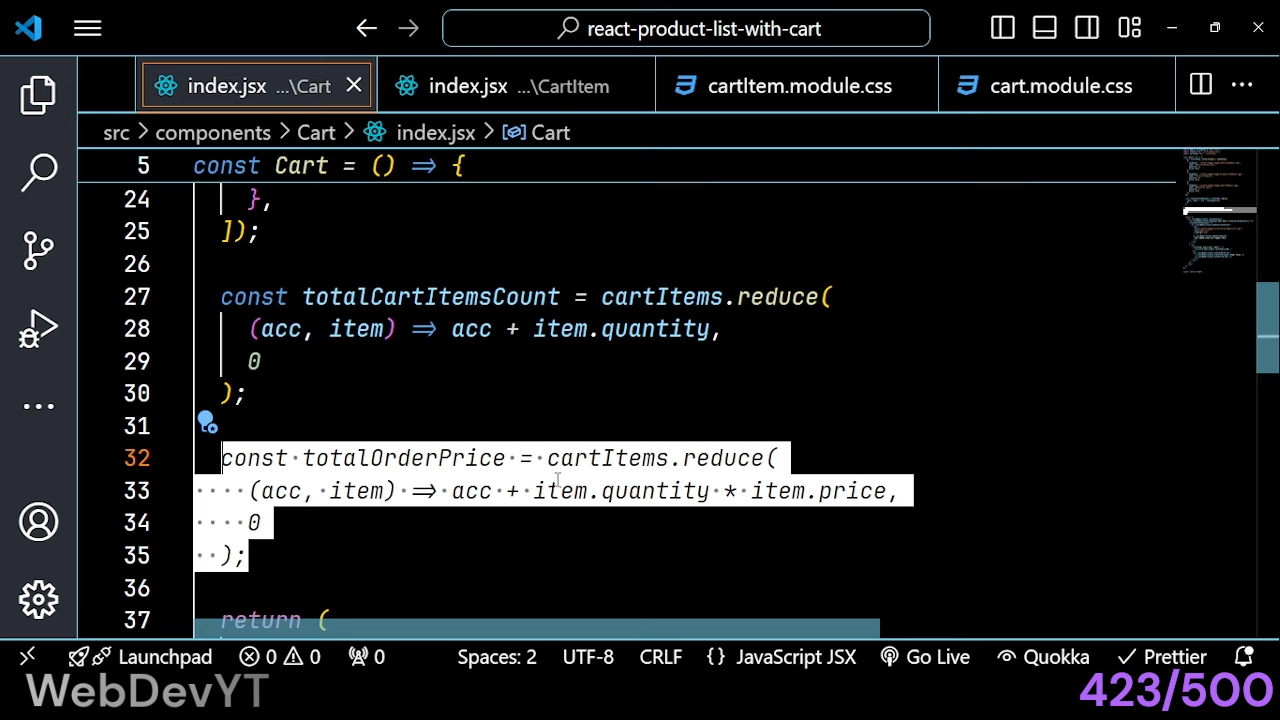 react-product-list-with-cart
index.jsx ...\Cart
index.jsx ...\CartItem
cartItem.module.css
cart.module.css
src > components > Cart > index.jsx > Cart
5 const Cart = () => {
24 },
25 ]);
26
27 const totalCartItemsCount = cartItems.reduce(
28 (acc, item) => acc + item.quantity,
29 0
30 );
31
32 const totalOrderPrice = cartItems.reduce(
33 (acc, item) => acc + item.quantity * item.price,
34 0
35 );
36
37 return (
Launchpad 0 0 0 Spaces: 2 UTF-8 CRLF {} JavaScript JSX Go Live Quokka Prettier
WebDevYT
423/500